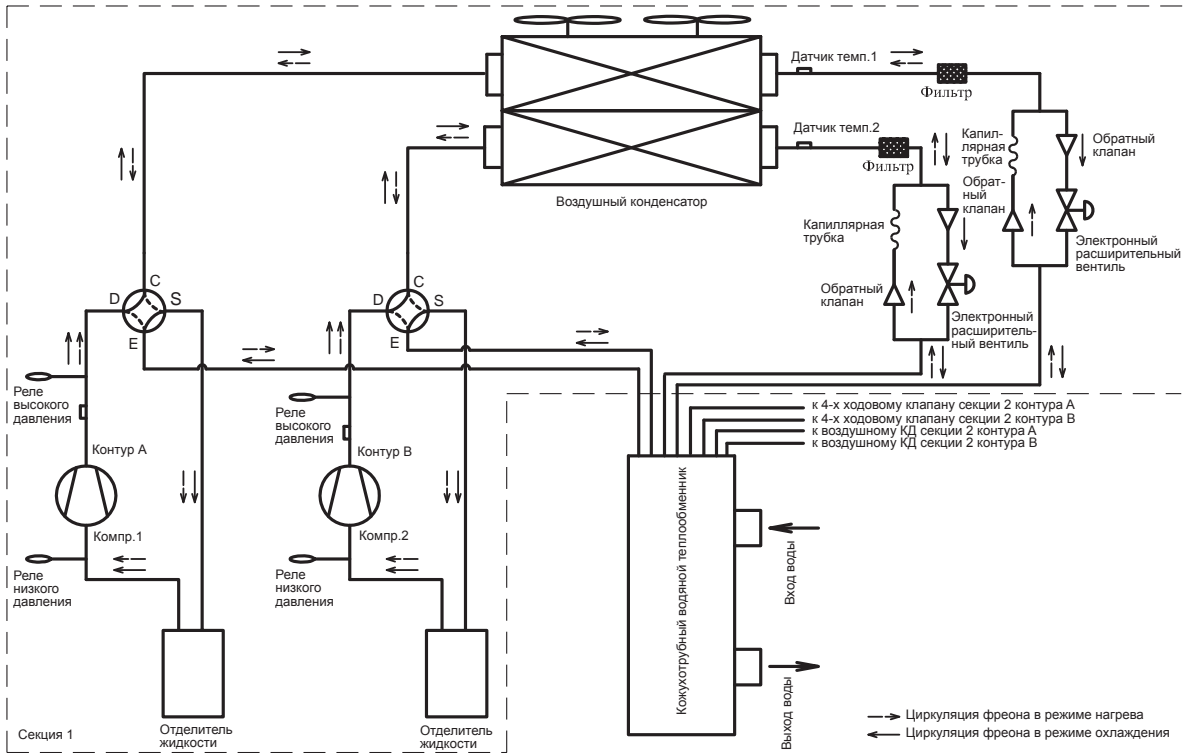 Датчик темп.1
Фильтр
Датчик темп.2
Фильтр
Капил-
лярная
трубка
Обратный
клапан
Обрат-
ный
клапан
Воздушный конденсатор
Капиллярная
трубка
Электронный
расширительный
вентиль
Обратный
клапан
Электронный
расширитель-
ный вентиль
C
D
S
E
C
D
S
E
Реле
высокого
давления
Реле
высокого
давления
к 4-х ходовому клапану секции 2 контура А
к 4-х ходовому клапану секции 2 контура В
к воздушному КД секции 2 контура А
к воздушному КД секции 2 контура В
Контур А
Контур В
Компр.1
Компр.2
Реле
низкого
давления
Реле
низкого
давления
Кожухотрубный водяной теплообменник
Вход воды
Выход воды
Отделитель
жидкости
Отделитель
жидкости
Секция 1
Циркуляция фреона в режиме нагрева
Циркуляция фреона в режиме охлаждения